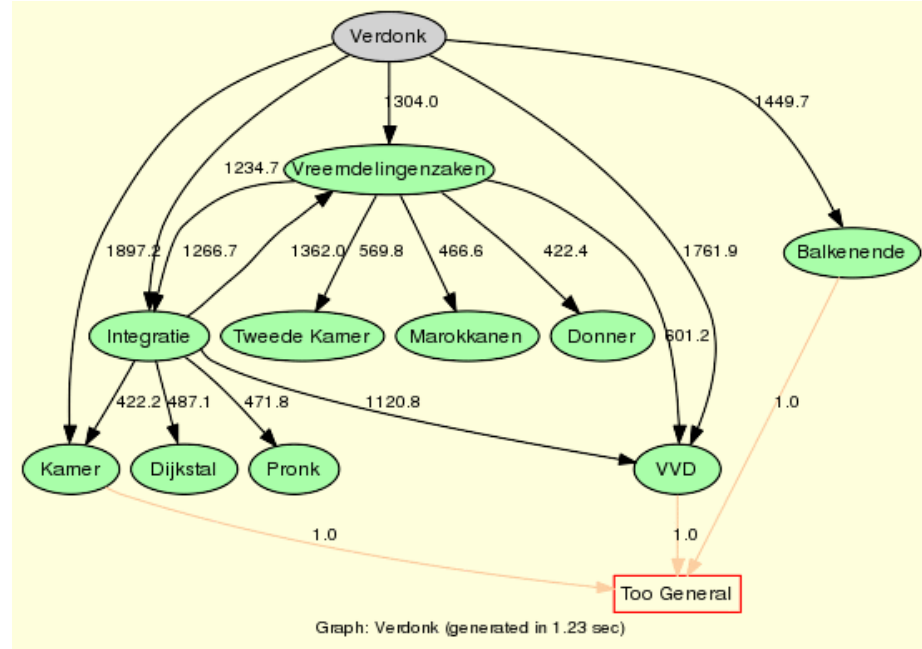 Verdonk
1304.0
1449.7
1234.7
Vreemdelingenzaken
1897.2
1266.7
1362.0
569.8
466.6
422.4
1761.9
Balkenende
Integratie
Tweede Kamer
Marokkanen
Donner
601.2
422.2
487.1
471.8
1120.8
1.0
Kamer
Dijkstal
Pronk
VVD
1.0
1.0
Too General
Graph: Verdonk (generated in 1.23 sec)